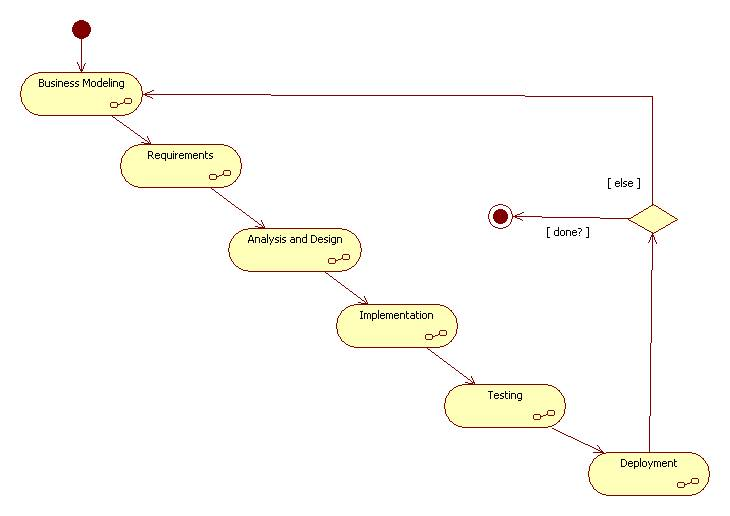 Business Modeling
Requirements
[ else ]
Analysis and Design
[ done? ]
Implementation
Testing
Deployment